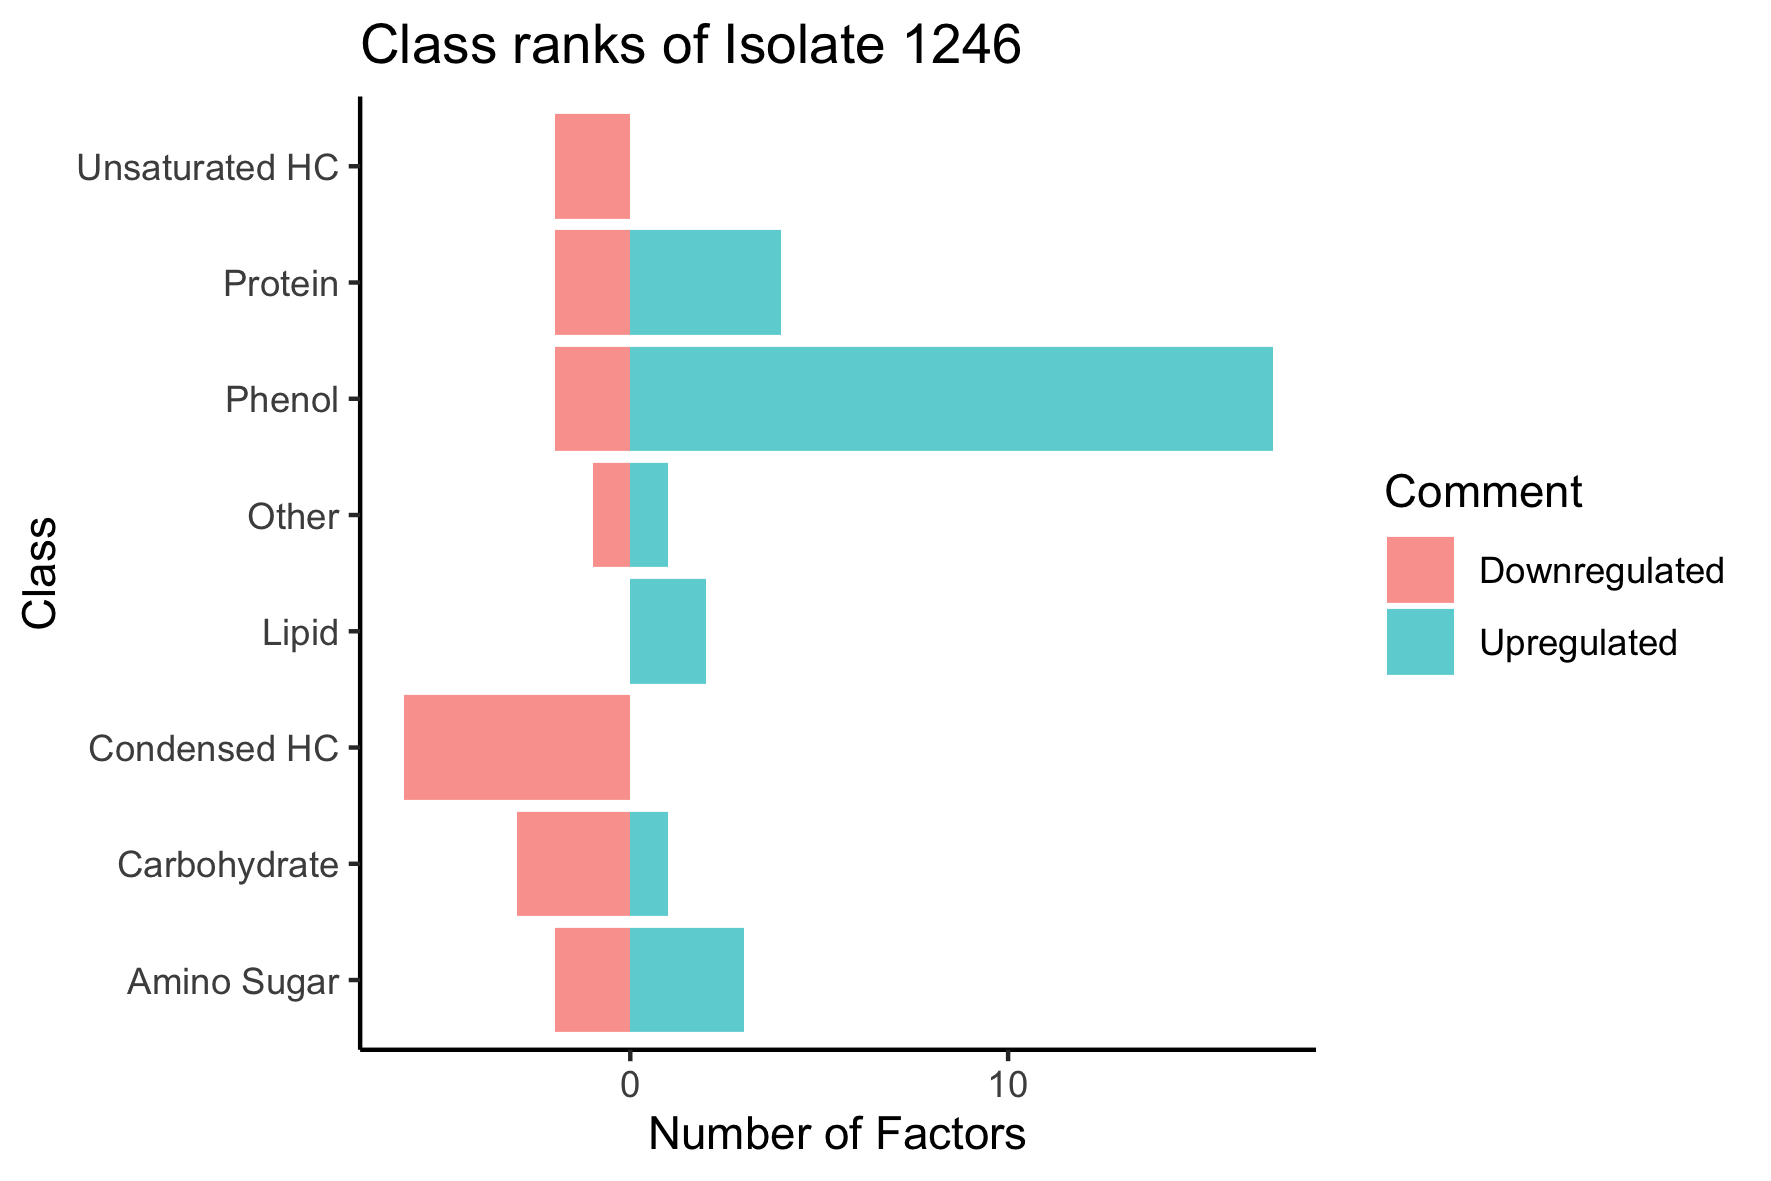 Class ranks of Isolate 1246
Class
Unsaturated HC
Protein
Phenol
Other
Lipid
Condensed HC
Carbohydrate
Amino Sugar
0
10
Number of Factors
Comment
Downregulated
Upregulated